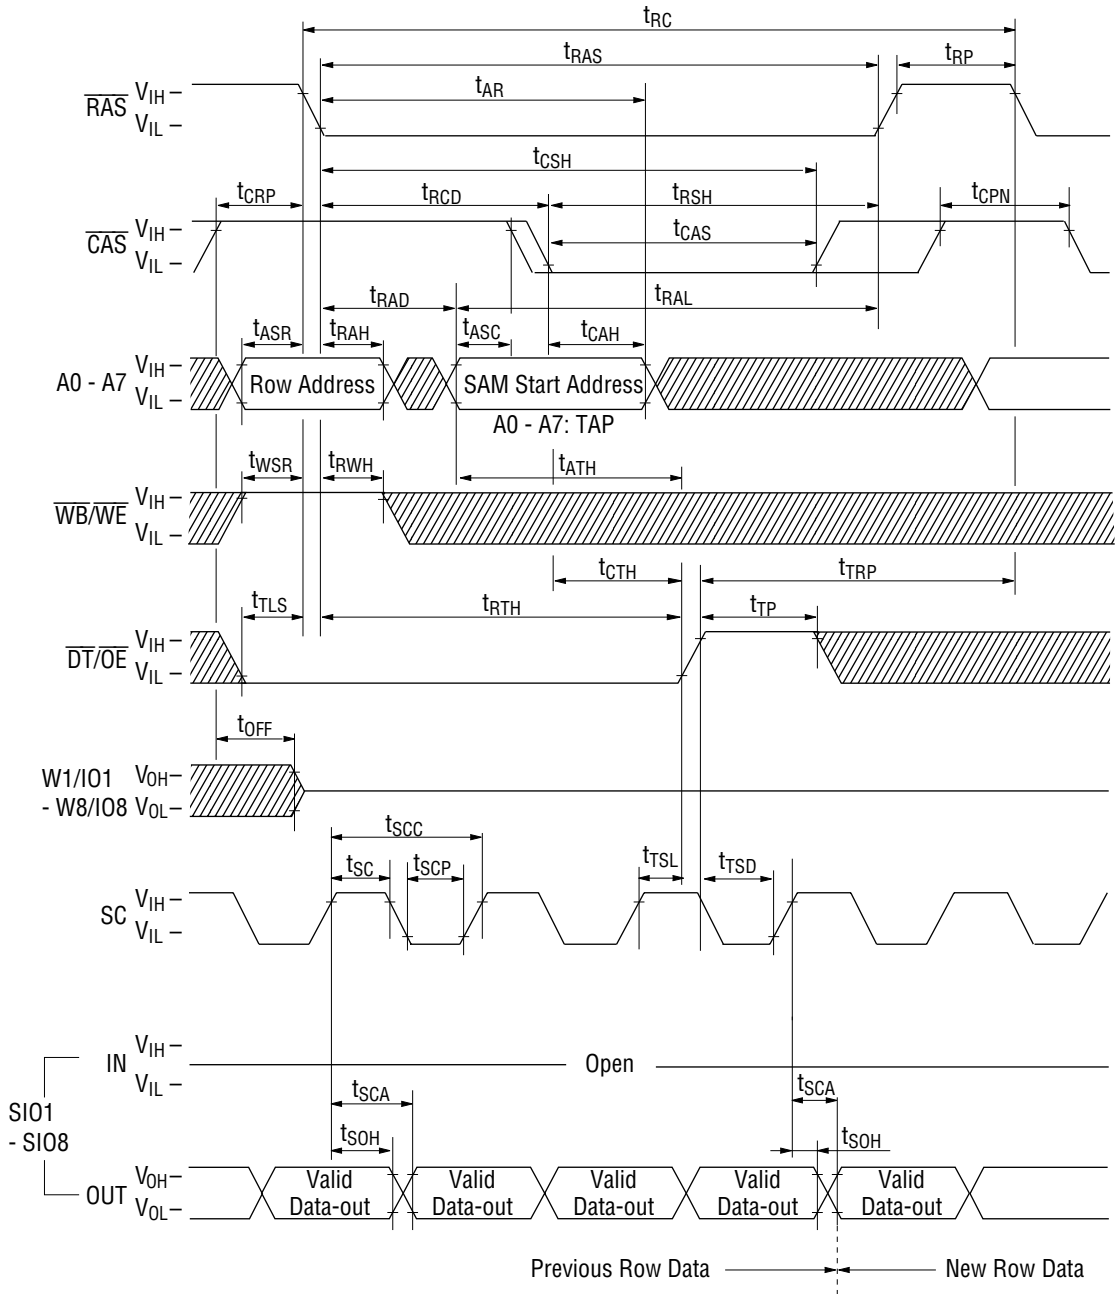 tRC
tRAS
tRP
tAR
RAS VIH
VIL
tCSH
tCRP
tRCD
tRSH
tCPN
CAS VIH
VIL
tCAS
tRAD
tRAL
tASR
tRAH
tASC
tCAH
A0 - A7 VIH
VIL
Row Address
SAM Start Address
A0 - A7: TAP
tWSR
tRWH
tATH
WB/WE VIH
VIL
tCTH
tTRP
tTLS
tRTH
tTP
DT/OE VIH
VIL
tOFF
W1/IO1
- W8/IO8
VOH
VOL
tSCC
tSC
tSCP
tTSL
tTSD
SC VIH
VIL
SIO1
- SIO8
IN VIH
VIL
Open
tSCA
tSCA
tSOH
tSOH
OUT VOH
VOL
Valid
Data-out
Valid
Data-out
Valid
Data-out
Valid
Data-out
Valid
Data-out
Previous Row Data
New Row Data